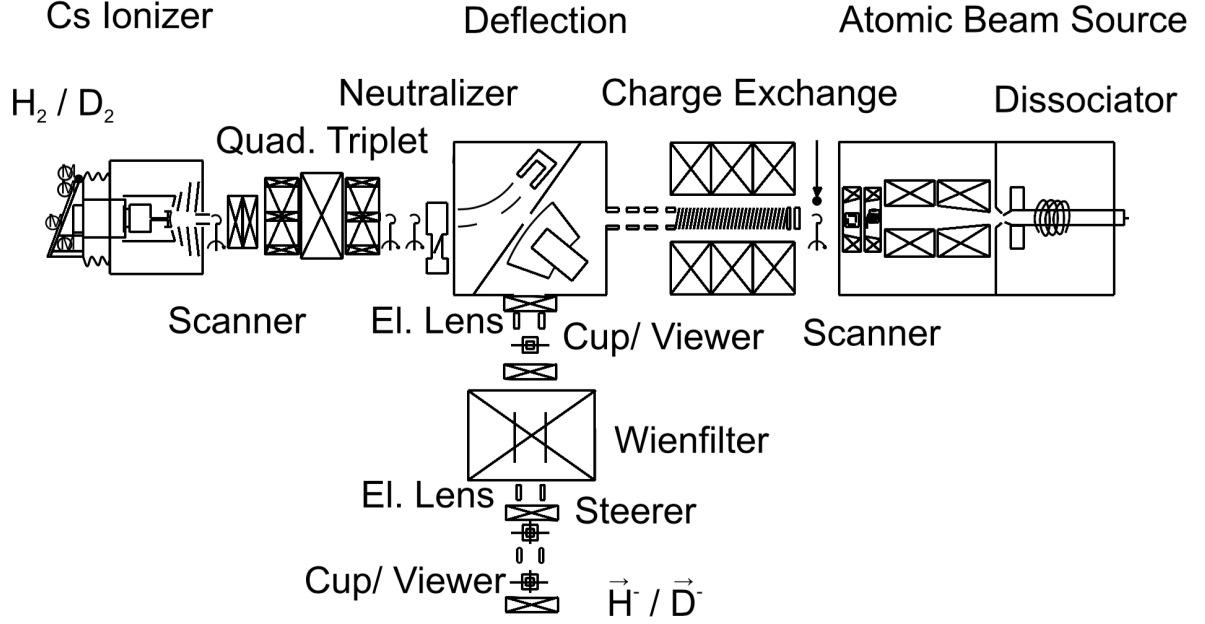 Cs Ionizer
Deflection
Atomic Beam Source
H₂ / D₂
Neutralizer
Charge Exchange
Dissociator
Quad. Triplet
Scanner
El. Lens
Cup/ Viewer
Scanner
Wienfilter
El. Lens
Steerer
Cup/ Viewer
H⃗⁻ / D⃗⁻